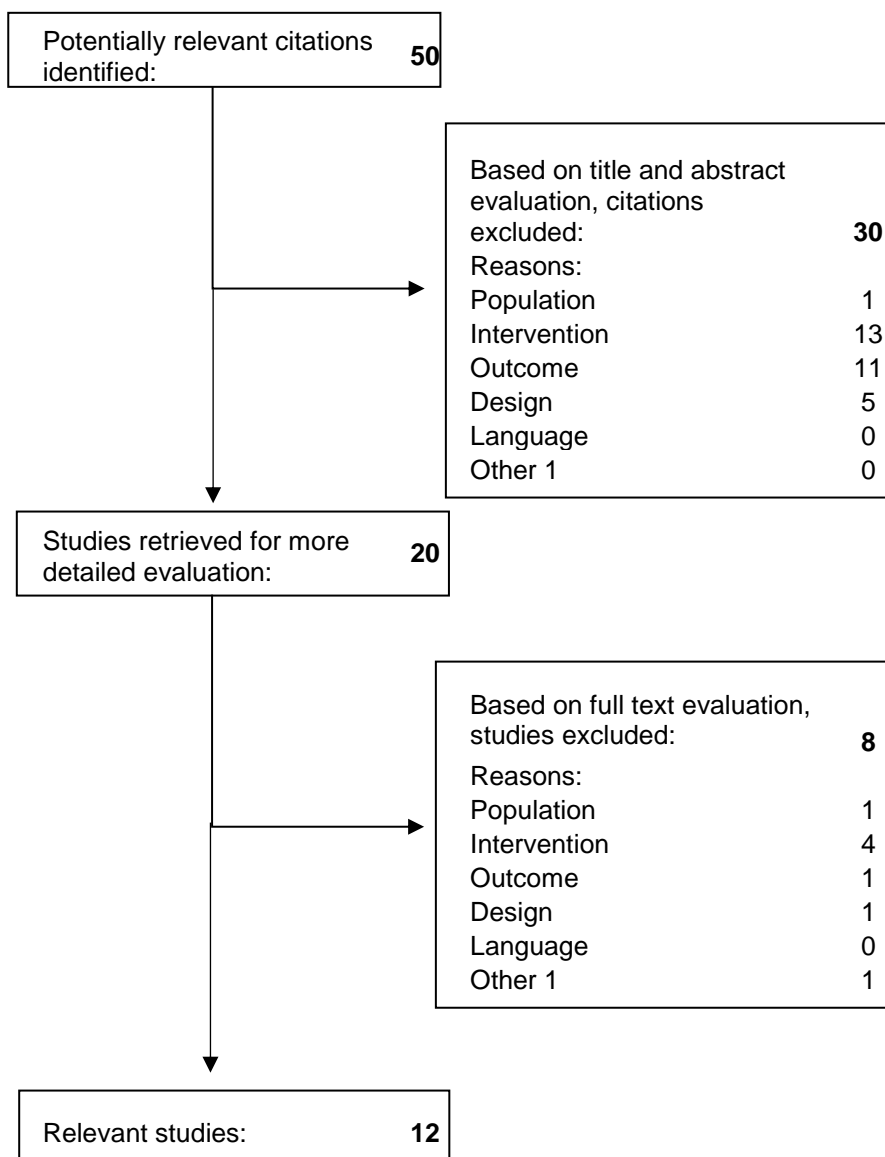 Potentially relevant citations
identified: 50
Based on title and abstract
evaluation, citations
excluded: 30
Reasons:
Population 1
Intervention 13
Outcome 11
Design 5
Language 0
Other 1 0
Studies retrieved for more
detailed evaluation: 20
Based on full text evaluation,
studies excluded: 8
Reasons:
Population 1
Intervention 4
Outcome 1
Design 1
Language 0
Other 1 1
Relevant studies: 12